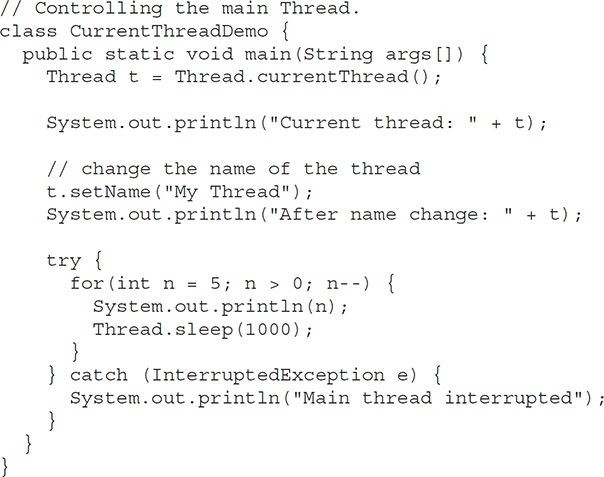 // Controlling the main Thread.
class CurrentThreadDemo {
  public static void main(String args[]) {
    Thread t = Thread.currentThread();

    System.out.println("Current thread: " + t);

    // change the name of the thread
    t.setName("My Thread");
    System.out.println("After name change: " + t);

    try {
      for(int n = 5; n > 0; n--) {
        System.out.println(n);
        Thread.sleep(1000);
      }
    } catch (InterruptedException e) {
      System.out.println("Main thread interrupted");
    }
  }
}